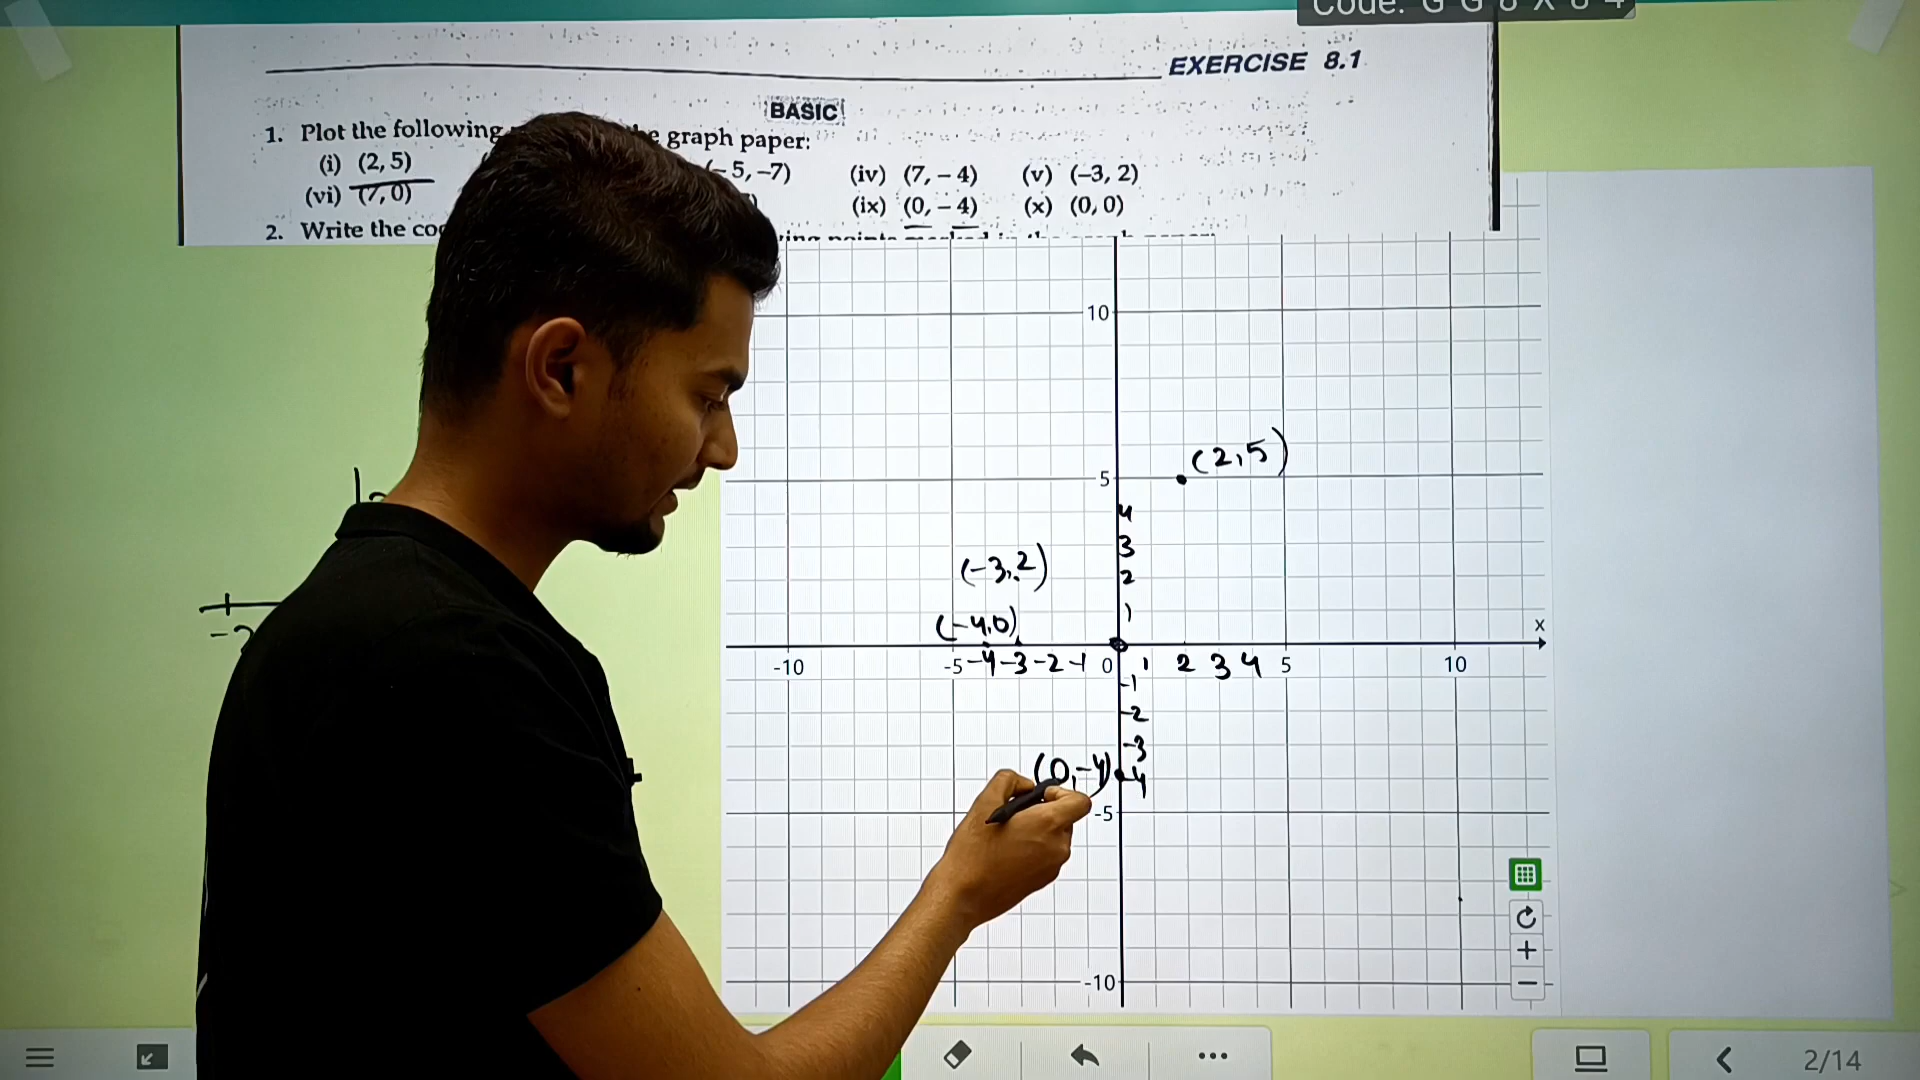 Code: G G 8 X 8 4
EXERCISE 8.1
BASIC
1. Plot the following graph paper:
(i) (2, 5) – 5, –7) (iv) (7, – 4) (v) (–3, 2)
(vi) (7, 0) (ix) (0, – 4) (x) (0, 0)
2. Write the points
10
(2,5)
5
4
3
(-3,2)
2
(-4,0)
1
x
-10 -5 -4 -3 -2 -1 0 1 2 3 4 5 10
-1
-2
-3
(0,-4) -4
-5
-10
2/14